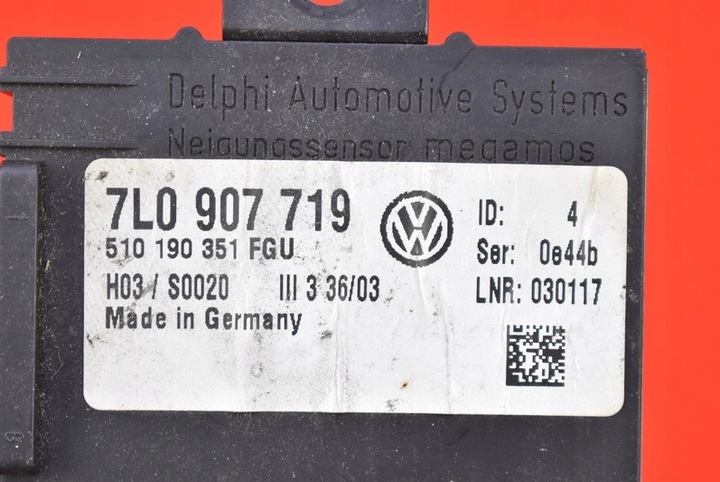 Delphi Automotive Systems
Neigungssensor megamos
7L0 907 719
510 190 351 FGU
H03 / S0020 III 3 36/03
Made in Germany
ID: 4
Ser: 0e44b
LNR: 030117